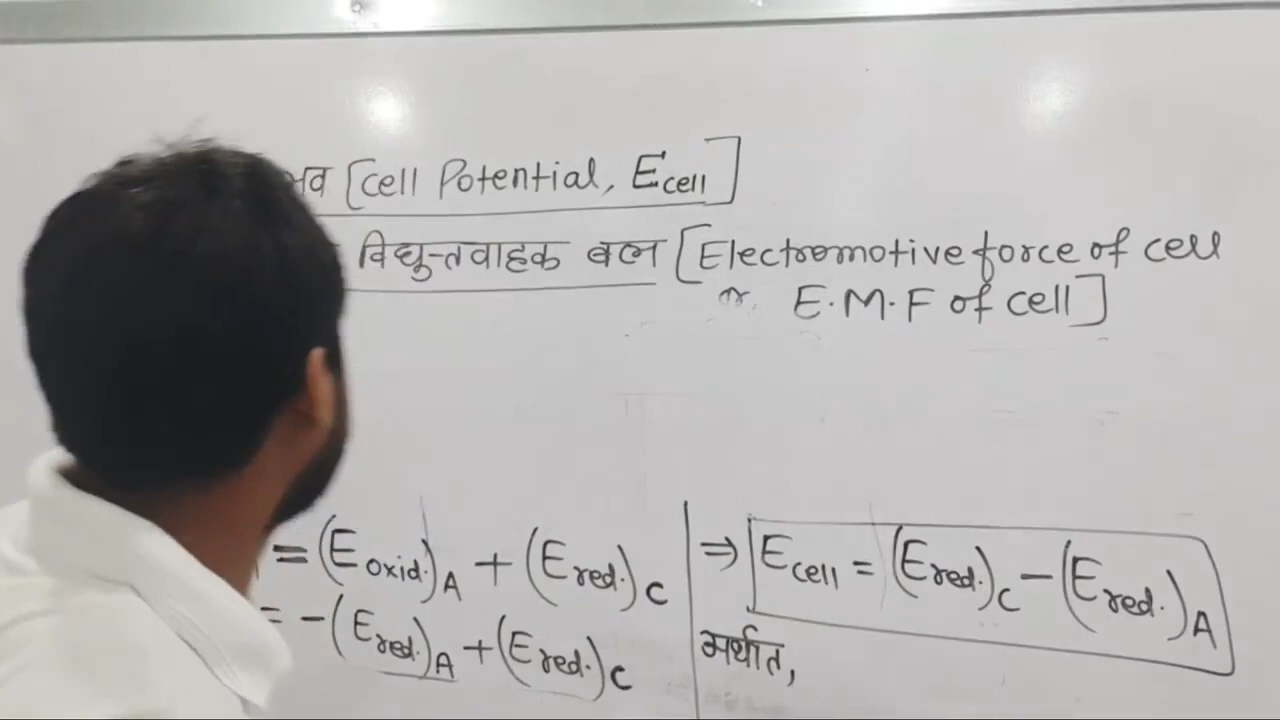 [Cell Potential, Ecell]
विद्युतवाहक बल [Electromotive force of cell
or E.M.F of cell]
= (Eoxid.)A + (Ered.)C
= -(Ered.)A + (Ered.)C
⇒ Ecell = (Ered.)C - (Ered.)A
अर्थात,